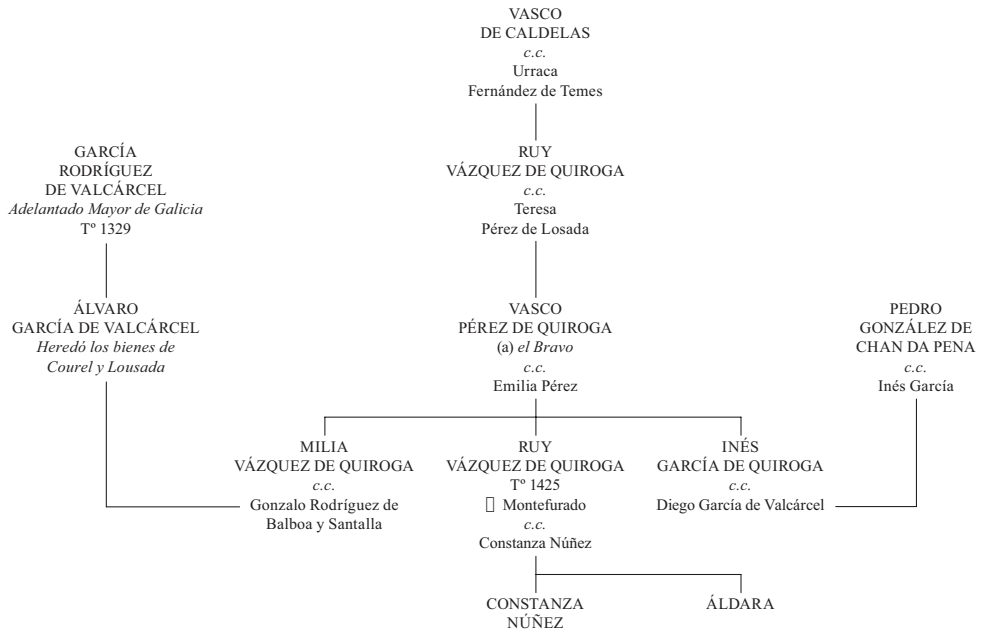 VASCO
DE CALDELAS
c.c.
Urraca
Fernández de Temes
GARCÍA
RODRÍGUEZ
DE VALCÁRCEL
Adelantado Mayor de Galicia
Tº 1329
RUY
VÁZQUEZ DE QUIROGA
c.c.
Teresa
Pérez de Losada
ÁLVARO
GARCÍA DE VALCÁRCEL
Heredó los bienes de
Courel y Lousada
VASCO
PÉREZ DE QUIROGA
(a) el Bravo
c.c.
Emilia Pérez
PEDRO
GONZÁLEZ DE
CHAN DA PENA
c.c.
Inés García
MILIA
VÁZQUEZ DE QUIROGA
c.c.
Gonzalo Rodríguez de
Balboa y Santalla
RUY
VÁZQUEZ DE QUIROGA
Tº 1425
▯ Montefurado
c.c.
Constanza Núñez
INÉS
GARCÍA DE QUIROGA
c.c.
Diego García de Valcárcel
CONSTANZA
NÚÑEZ
ÁLDARA